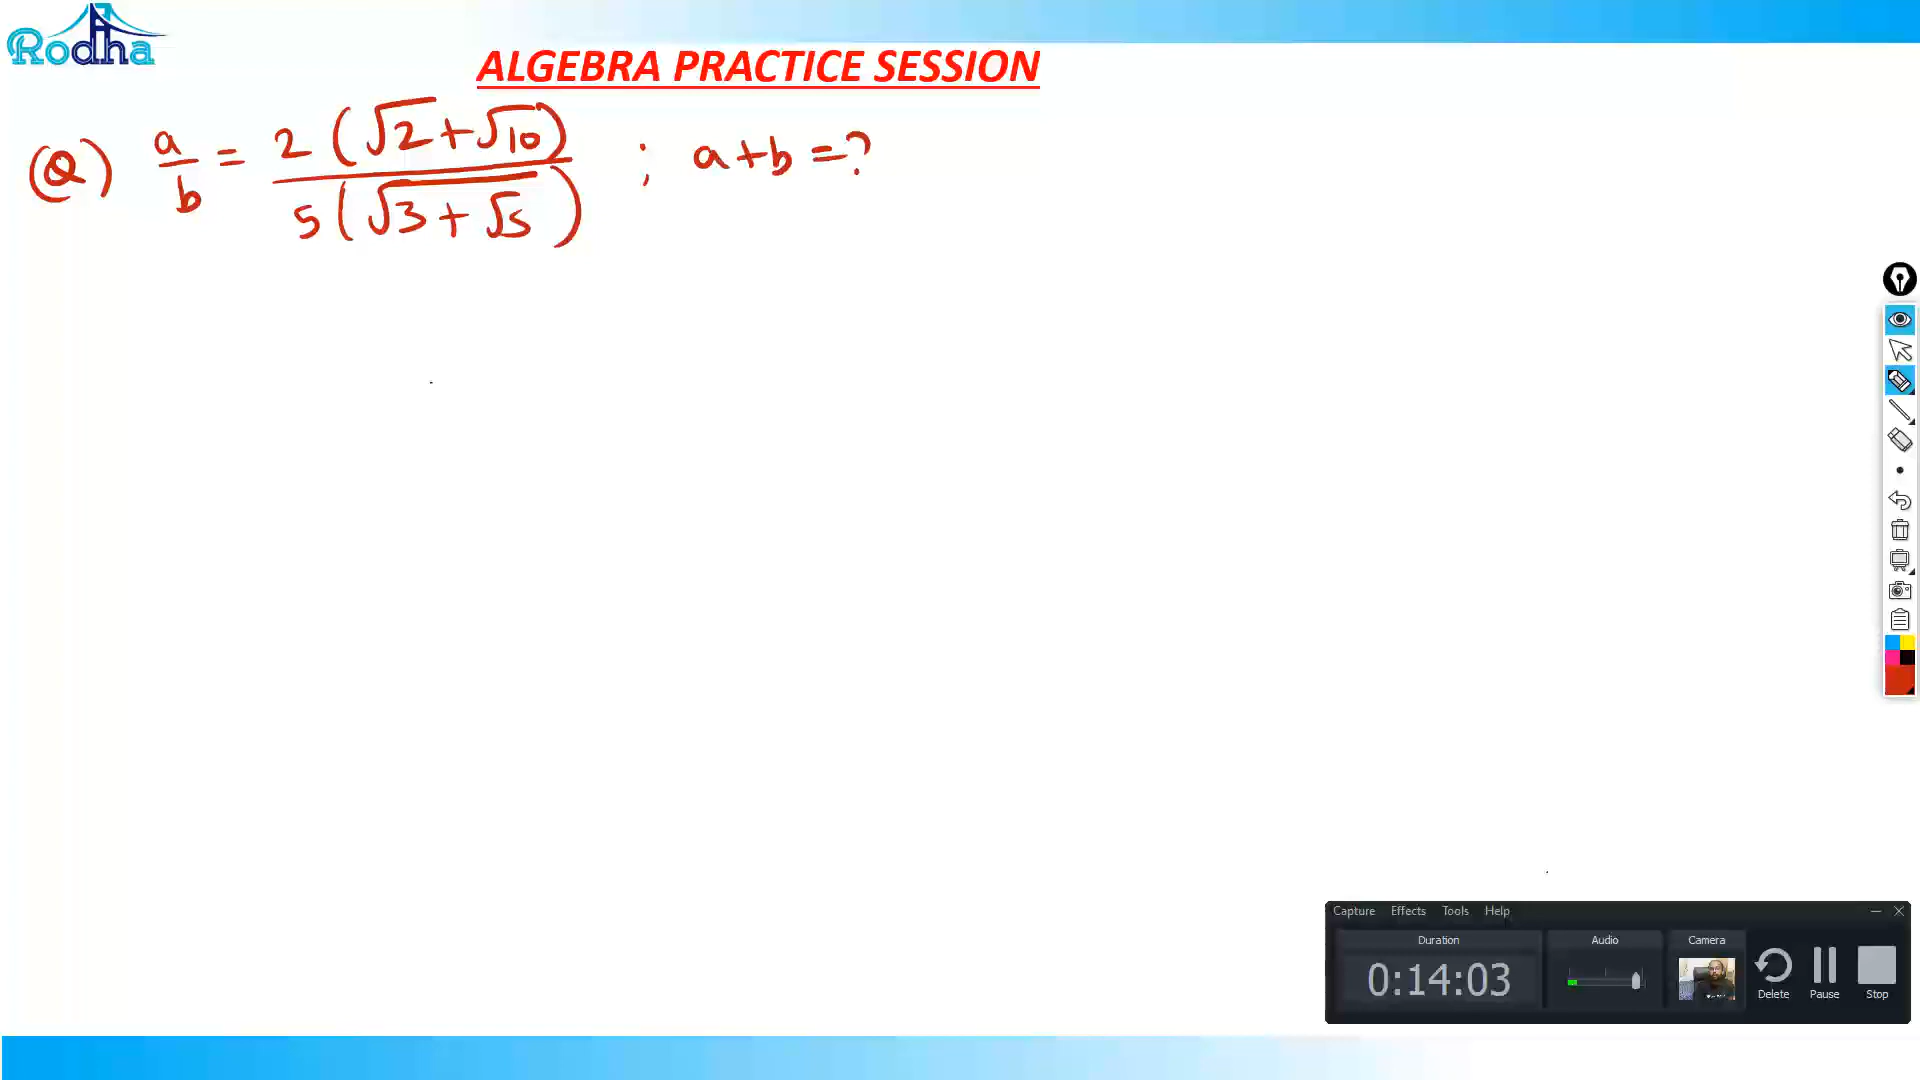 Rodha
ALGEBRA PRACTICE SESSION
(Q) a/b = 2(√2+√10) / 5(√(3+√5)) ; a+b=?
Capture Effects Tools Help
Duration Audio Camera
0:14:03
Delete Pause Stop